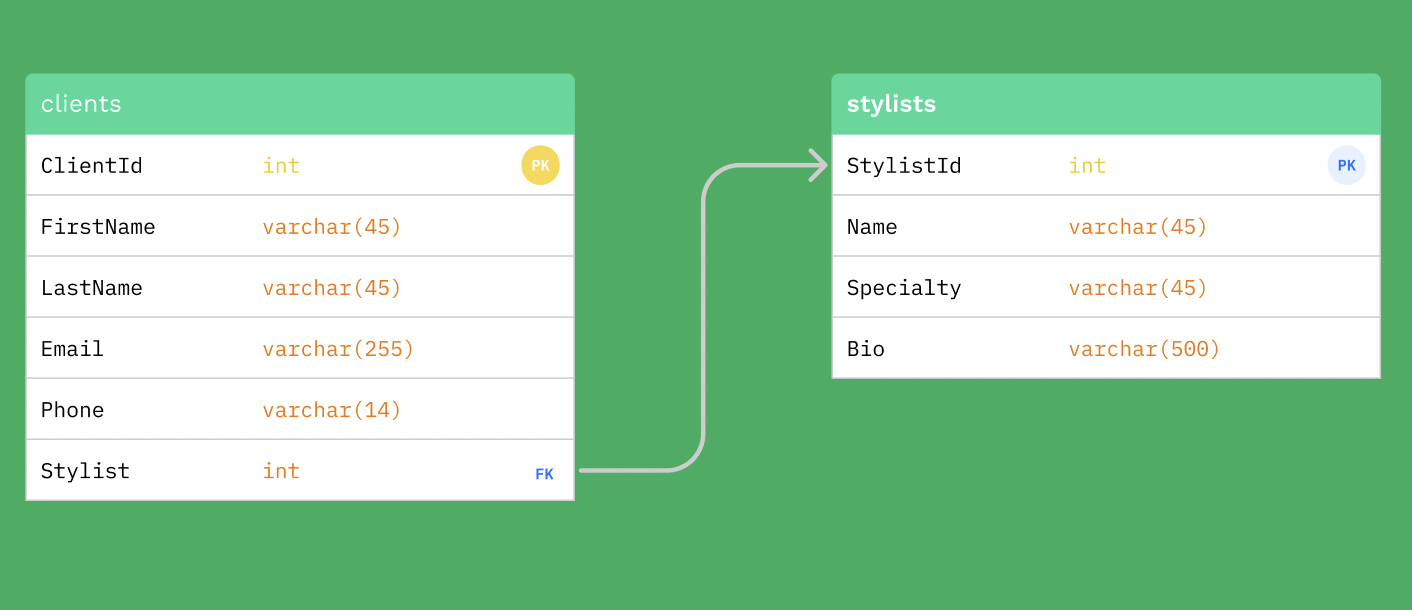 clients
ClientId int PK
FirstName varchar(45)
LastName varchar(45)
Email varchar(255)
Phone varchar(14)
Stylist int FK
stylists
StylistId int PK
Name varchar(45)
Specialty varchar(45)
Bio varchar(500)